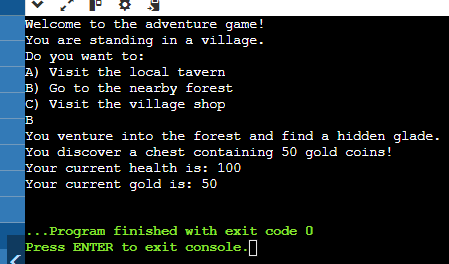 Welcome to the adventure game!
You are standing in a village.
Do you want to:
A) Visit the local tavern
B) Go to the nearby forest
C) Visit the village shop
B
You venture into the forest and find a hidden glade.
You discover a chest containing 50 gold coins!
Your current health is: 100
Your current gold is: 50
...Program finished with exit code 0
Press ENTER to exit console.